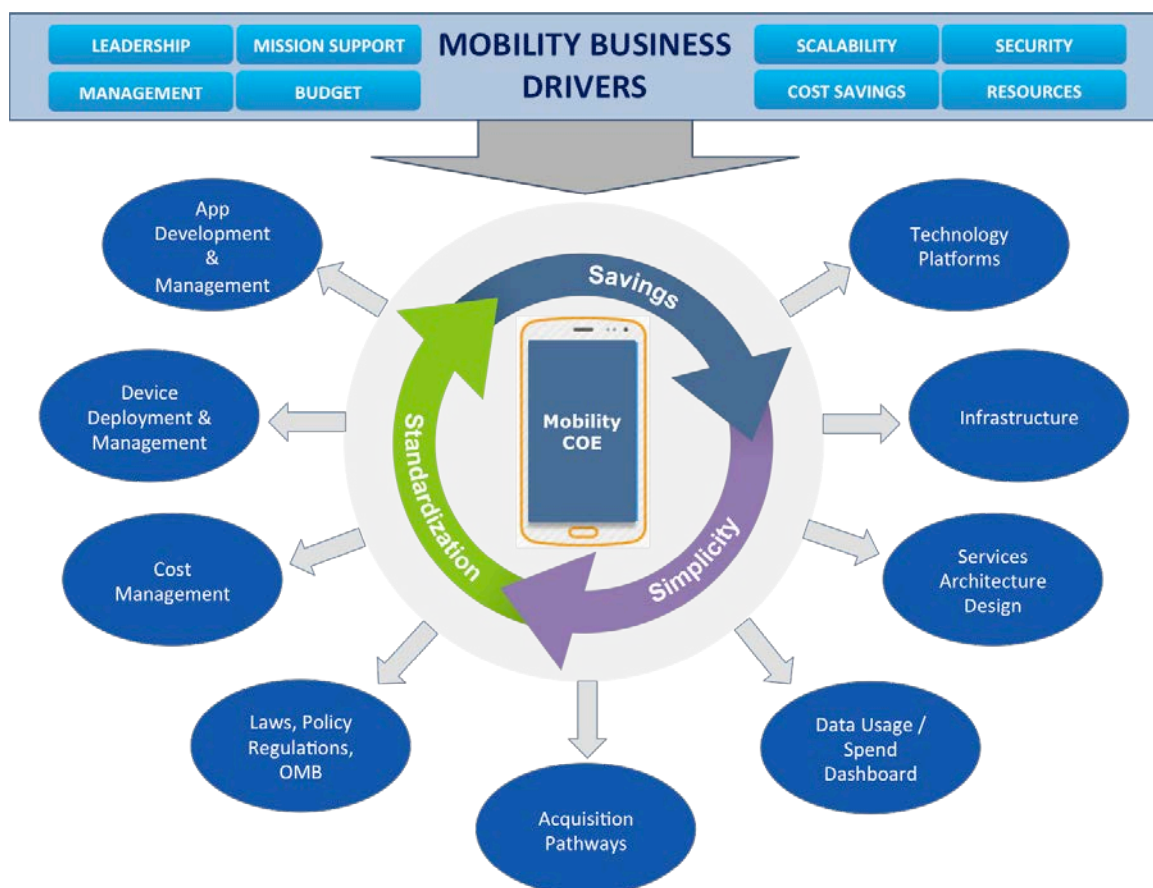 LEADERSHIP
MISSION SUPPORT
MANAGEMENT
BUDGET
MOBILITY BUSINESS
DRIVERS
SCALABILITY
SECURITY
COST SAVINGS
RESOURCES
App
Development
&
Management
Technology
Platforms
Savings
Mobility
COE
Standardization
Simplicity
Device
Deployment &
Management
Infrastructure
Cost
Management
Services
Architecture
Design
Laws, Policy
Regulations,
OMB
Data Usage /
Spend
Dashboard
Acquisition
Pathways